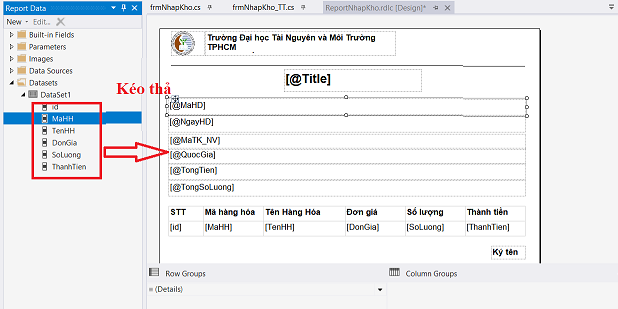 Report Data
frmNhapKho.cs
frmNhapKho_TT.cs
ReportNhapKho.rdlc [Design]*
New
Edit...
Built-in Fields
Parameters
Images
Data Sources
Datasets
DataSet1
id
MaHH
TenHH
DonGia
SoLuong
ThanhTien
Kéo thả
Trường Đại học Tài Nguyên và Môi Trường
TPHCM
[@Title]
[@MaHD]
[@NgayHD]
[@MaTK_NV]
[@QuocGia]
[@TongTien]
[@TongSoLuong]
STT Mã hàng hóa Tên Hàng Hóa Đơn giá Số lượng Thành tiền
[id] [MaHH] [TenHH] [DonGia] [SoLuong] [ThanhTien]
Ký tên
Row Groups
Column Groups
(Details)